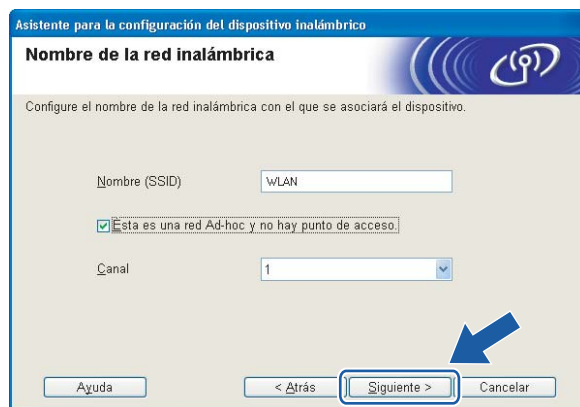 Asistente para la configuración del dispositivo inalámbrico
Nombre de la red inalámbrica
Configure el nombre de la red inalámbrica con el que se asociará el dispositivo.
Nombre (SSID)
WLAN
Esta es una red Ad-hoc y no hay punto de acceso.
Canal
1
Ayuda
< Atrás
Siguiente >
Cancelar